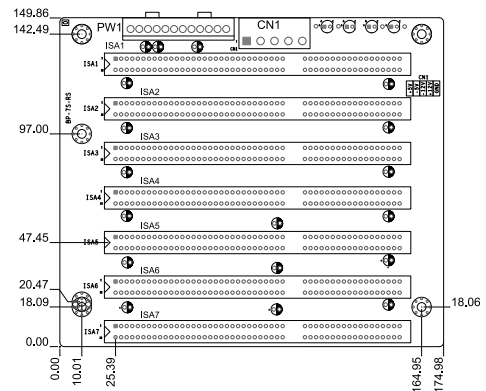 149.86
142.49
97.00
47.45
20.47
18.09
0.00
PW1
CN1
CN1
ISA1
ISA1
ISA2
ISA2
ISA3
ISA3
ISA4
ISA4
ISA5
ISA5
ISA6
ISA6
ISA7
ISA7
BP-7S-RS
CN1
18.06
0.00
10.01
25.39
164.95
174.98